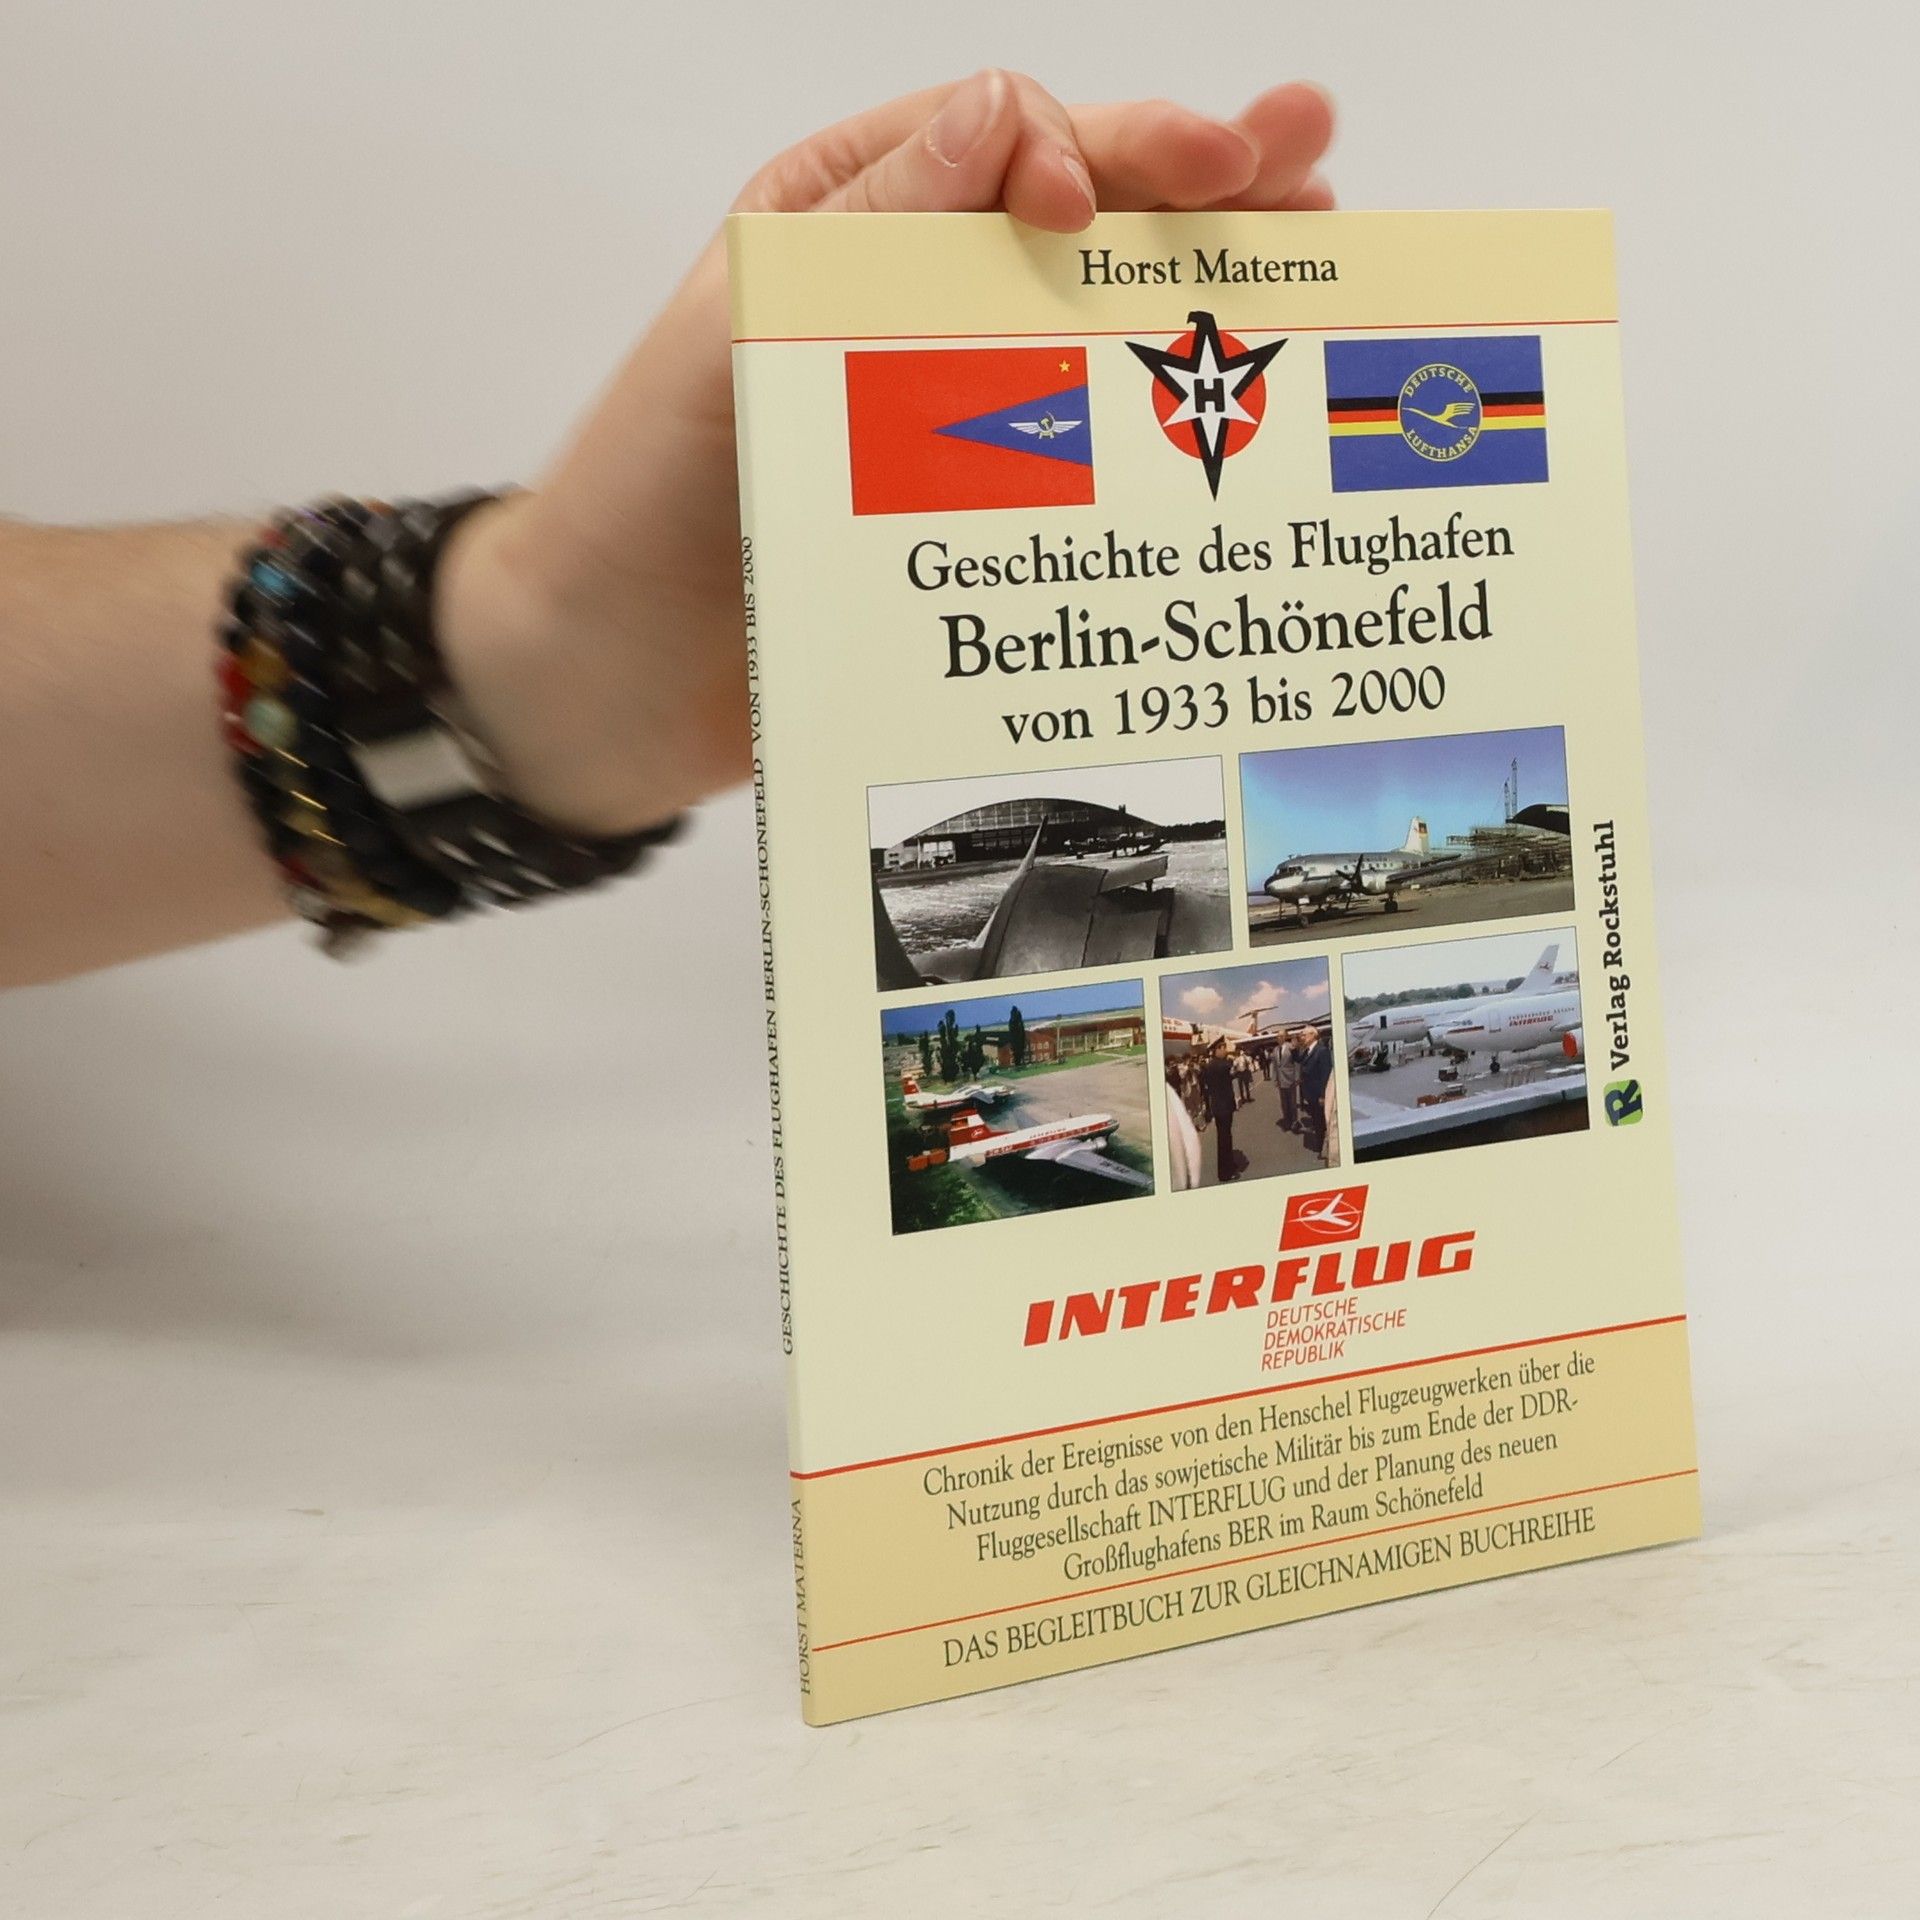 Horst Materna
H
DEUTSCHE
LUFTHANSA
Geschichte des Flughafen
Berlin-Schönefeld
von 1933 bis 2000
INTERFLUG
R Verlag Rockstuhl
INTERFLUG
DEUTSCHE
DEMOKRATISCHE
REPUBLIK
Chronik der Ereignisse von den Henschel Flugzeugwerken über die
Nutzung durch das sowjetische Militär bis zum Ende der DDR-
Fluggesellschaft INTERFLUG und der Planung des neuen
Großflughafens BER im Raum Schönefeld
DAS BEGLEITBUCH ZUR GLEICHNAMIGEN BUCHREIHE
HORST MATERNA
GESCHICHTE DES FLUGHAFEN BERLIN-SCHÖNEFELD VON 1933 BIS 2000